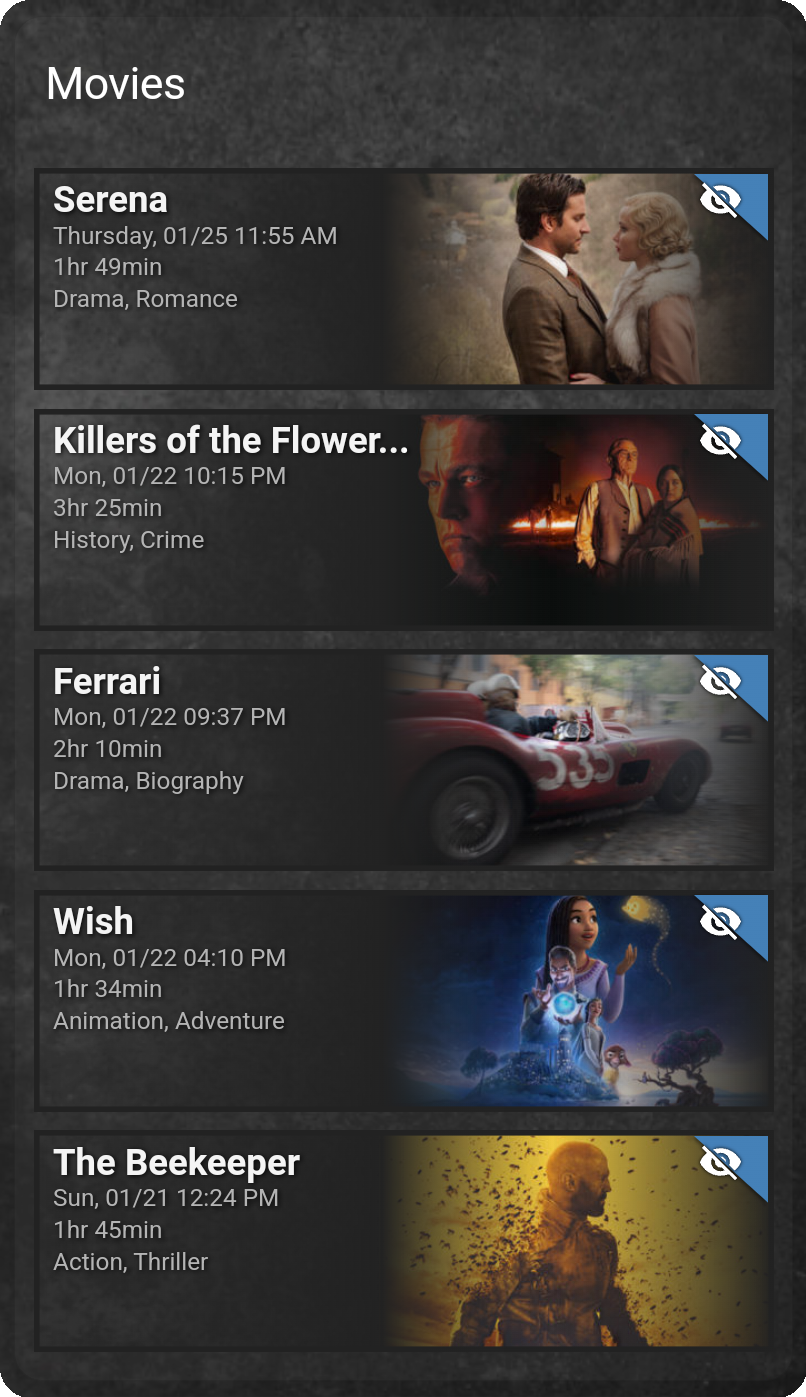 Movies
Serena
Thursday, 01/25 11:55 AM
1hr 49min
Drama, Romance
Killers of the Flower...
Mon, 01/22 10:15 PM
3hr 25min
History, Crime
Ferrari
Mon, 01/22 09:37 PM
2hr 10min
Drama, Biography
535
Wish
Mon, 01/22 04:10 PM
1hr 34min
Animation, Adventure
The Beekeeper
Sun, 01/21 12:24 PM
1hr 45min
Action, Thriller